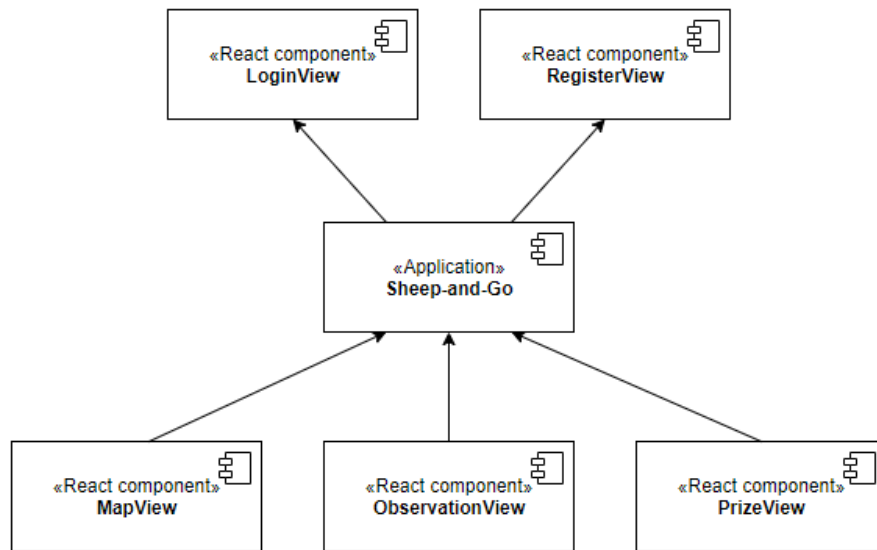 «React component»
LoginView
«React component»
RegisterView
«Application»
Sheep-and-Go
«React component»
MapView
«React component»
ObservationView
«React component»
PrizeView